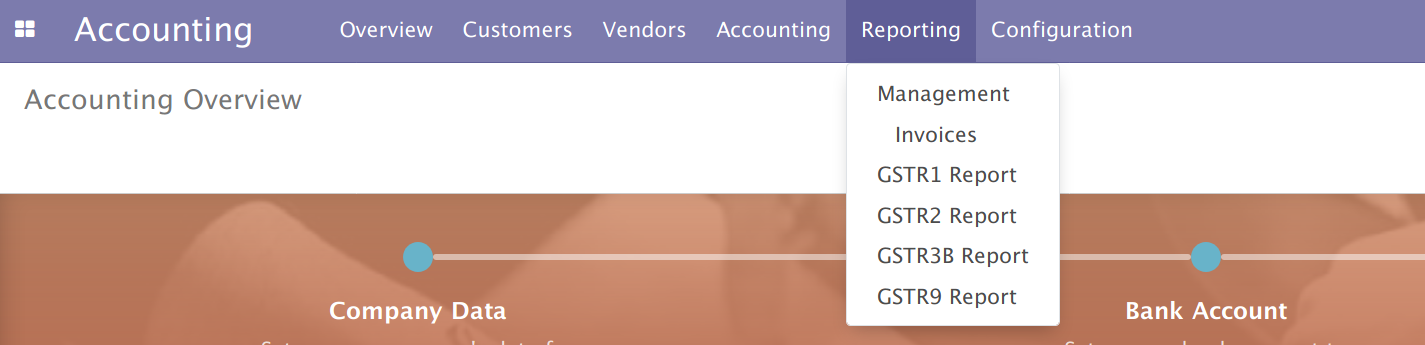 Accounting Overview Customers Vendors Accounting Reporting Configuration
Accounting Overview
Management
Invoices
GSTR1 Report
GSTR2 Report
GSTR3B Report
GSTR9 Report
Company Data
Bank Account